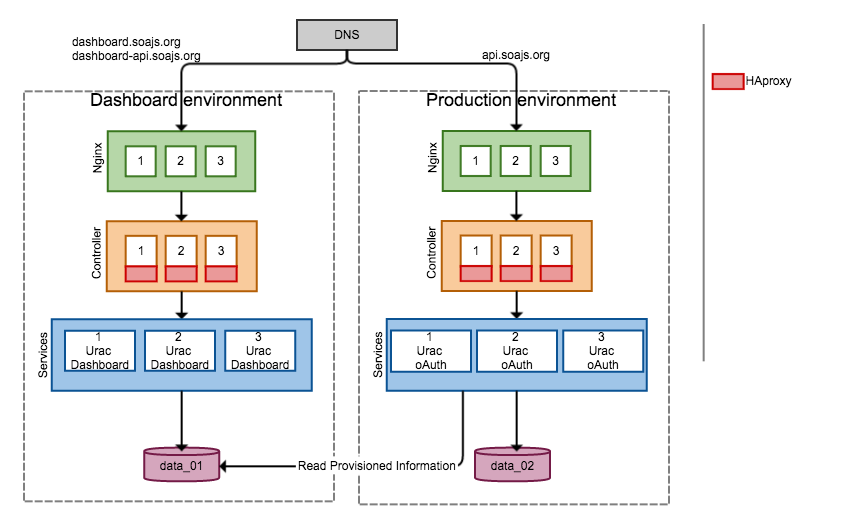 DNS
dashboard.soajs.org
dashboard-api.soajs.org
api.soajs.org
HAproxy
Dashboard environment
Nginx
1 2 3
Controller
1 2 3
Services
1
Urac
Dashboard
2
Urac
Dashboard
3
Urac
Dashboard
data_01
Production environment
Nginx
1 2 3
Controller
1 2 3
Services
1
Urac
oAuth
2
Urac
oAuth
3
Urac
oAuth
Read Provisioned Information
data_02